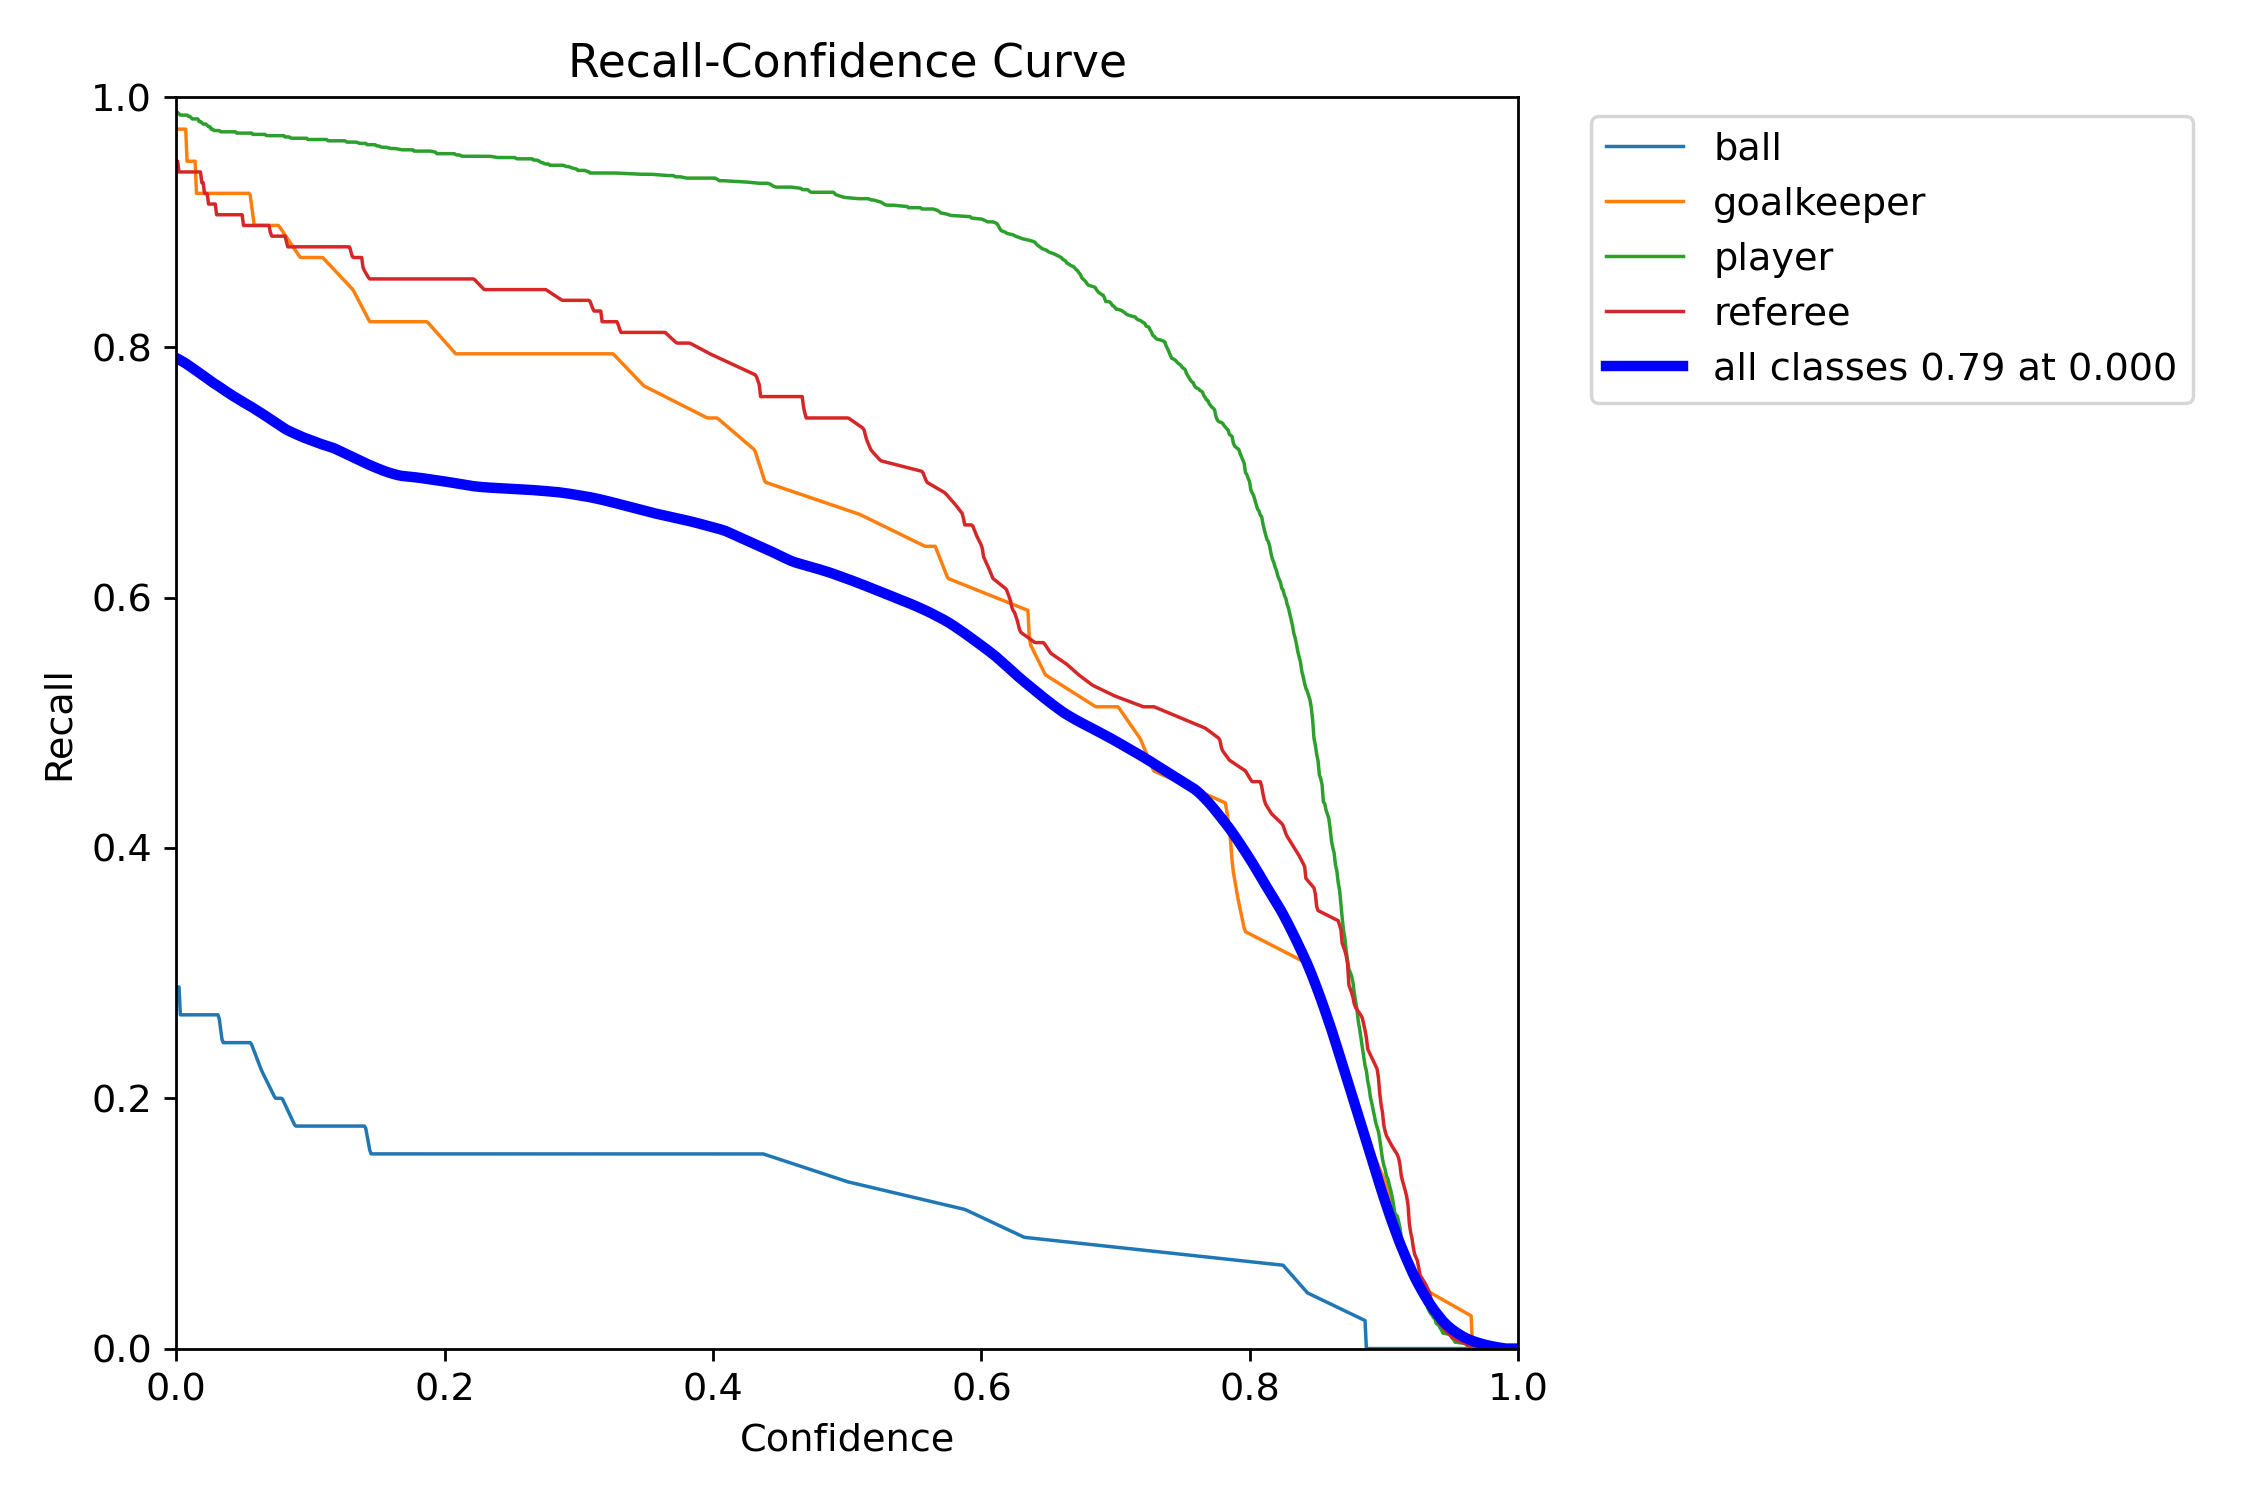 Recall-Confidence Curve
1.0
0.8
0.6
0.4
0.2
0.0
Recall
0.0 0.2 0.4 0.6 0.8 1.0
Confidence
ball
goalkeeper
player
referee
all classes 0.79 at 0.000